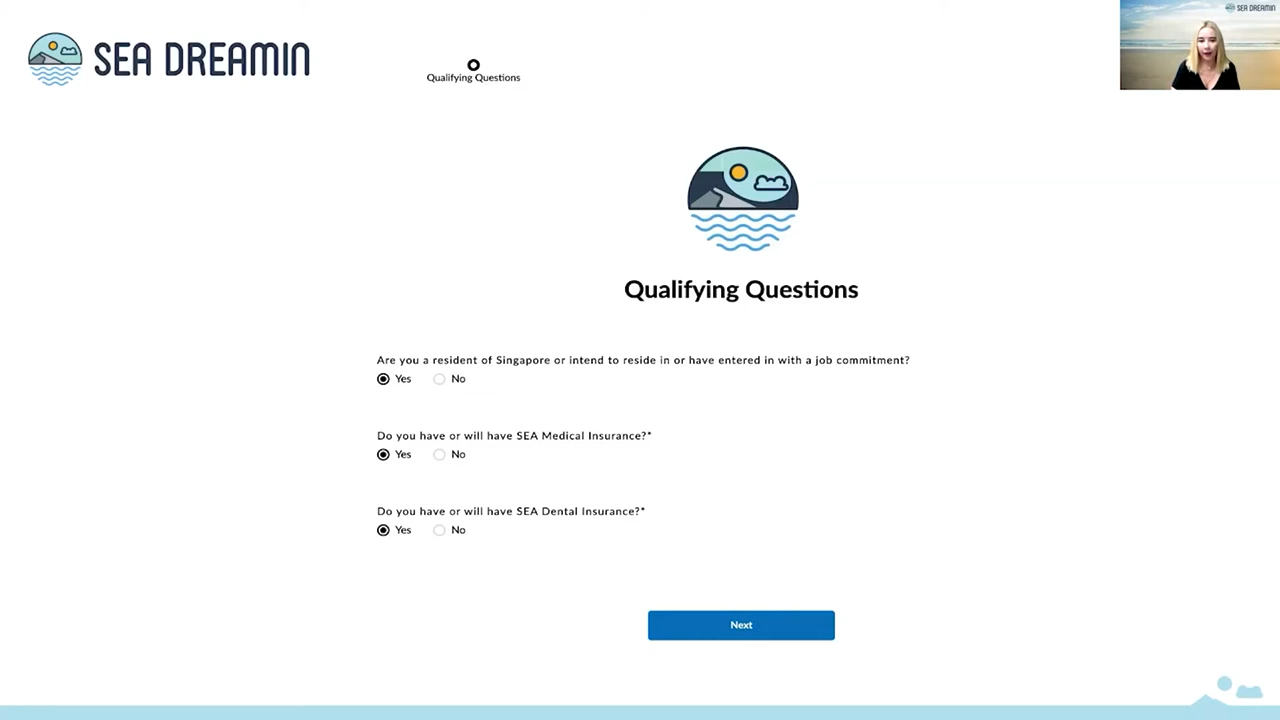 SEA DREAMIN
SEA DREAMIN
Qualifying Questions
Qualifying Questions
Are you a resident of Singapore or intend to reside in or have entered in with a job commitment?
Yes No
Do you have or will have SEA Medical Insurance?*
Yes No
Do you have or will have SEA Dental Insurance?*
Yes No
Next